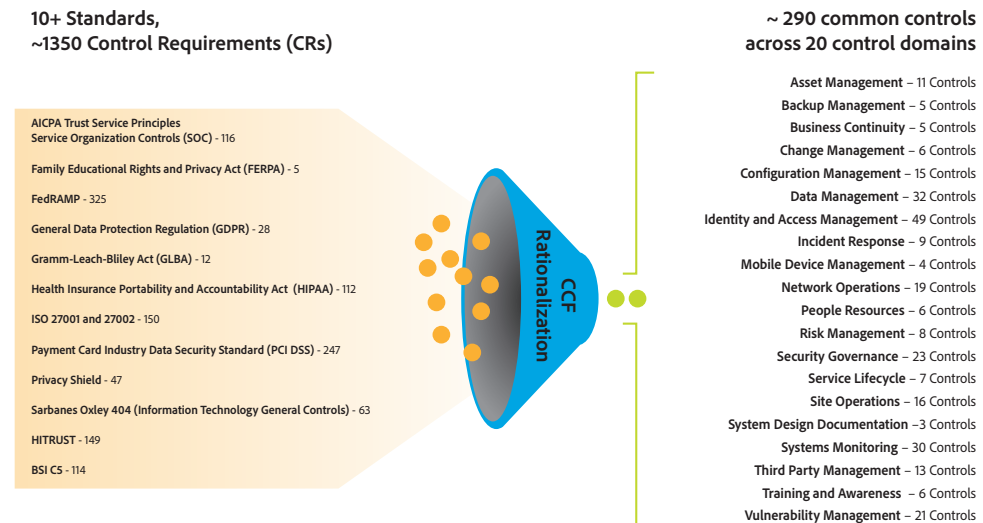 10+ Standards,
~1350 Control Requirements (CRs)
AICPA Trust Service Principles
Service Organization Controls (SOC) - 116
Family Educational Rights and Privacy Act (FERPA) - 5
FedRAMP - 325
General Data Protection Regulation (GDPR) - 28
Gramm-Leach-Bliley Act (GLBA) - 12
Health Insurance Portability and Accountability Act (HIPAA) - 112
ISO 27001 and 27002 - 150
Payment Card Industry Data Security Standard (PCI DSS) - 247
Privacy Shield - 47
Sarbanes Oxley 404 (Information Technology General Controls) - 63
HITRUST - 149
BSI C5 - 114
CCF
Rationalization
~ 290 common controls
across 20 control domains
Asset Management – 11 Controls
Backup Management – 5 Controls
Business Continuity – 5 Controls
Change Management – 6 Controls
Configuration Management – 15 Controls
Data Management – 32 Controls
Identity and Access Management – 49 Controls
Incident Response – 9 Controls
Mobile Device Management – 4 Controls
Network Operations – 19 Controls
People Resources – 6 Controls
Risk Management – 8 Controls
Security Governance – 23 Controls
Service Lifecycle – 7 Controls
Site Operations – 16 Controls
System Design Documentation –3 Controls
Systems Monitoring – 30 Controls
Third Party Management – 13 Controls
Training and Awareness – 6 Controls
Vulnerability Management – 21 Controls